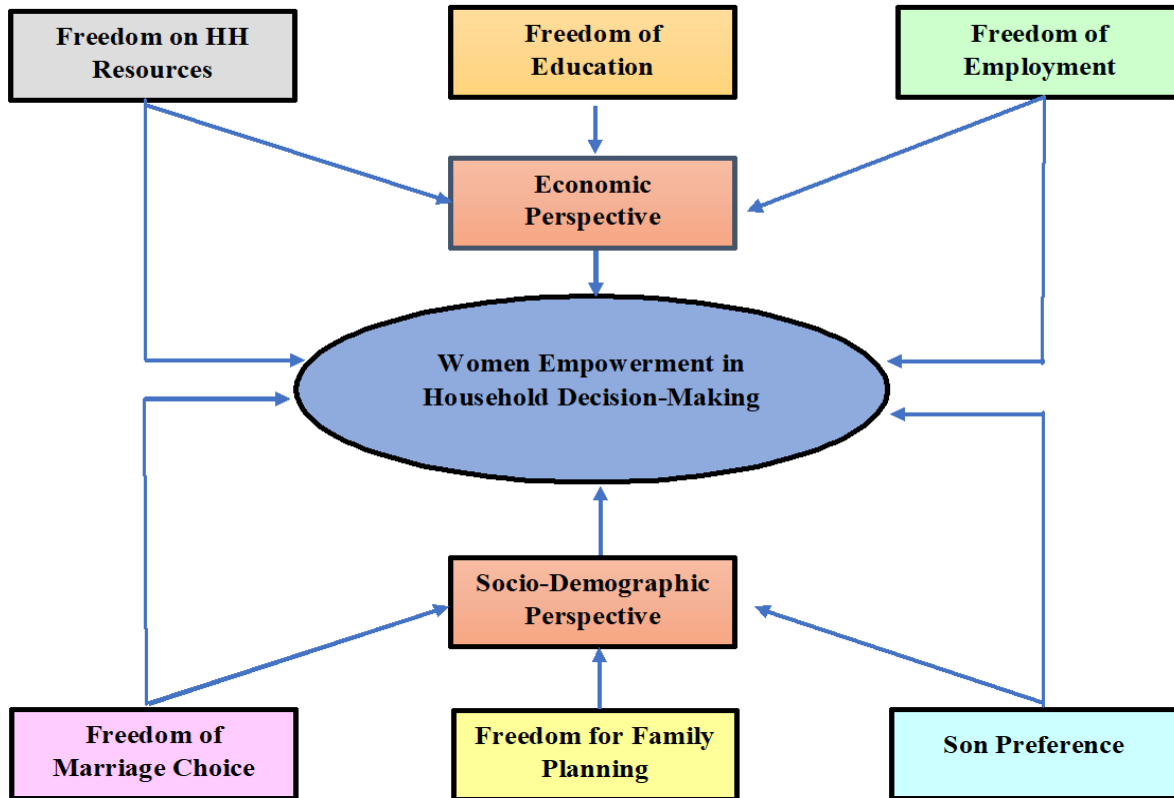 Freedom on HH
Resources
Freedom of
Education
Freedom of
Employment
Economic
Perspective
Women Empowerment in
Household Decision-Making
Socio-Demographic
Perspective
Freedom of
Marriage Choice
Freedom for Family
Planning
Son Preference